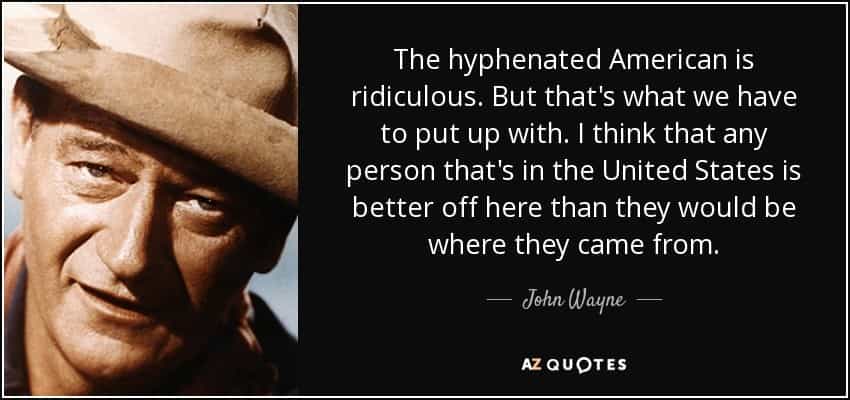 The hyphenated American is
ridiculous. But that's what we have
to put up with. I think that any
person that's in the United States is
better off here than they would be
where they came from.
John Wayne
AZ QUOTES